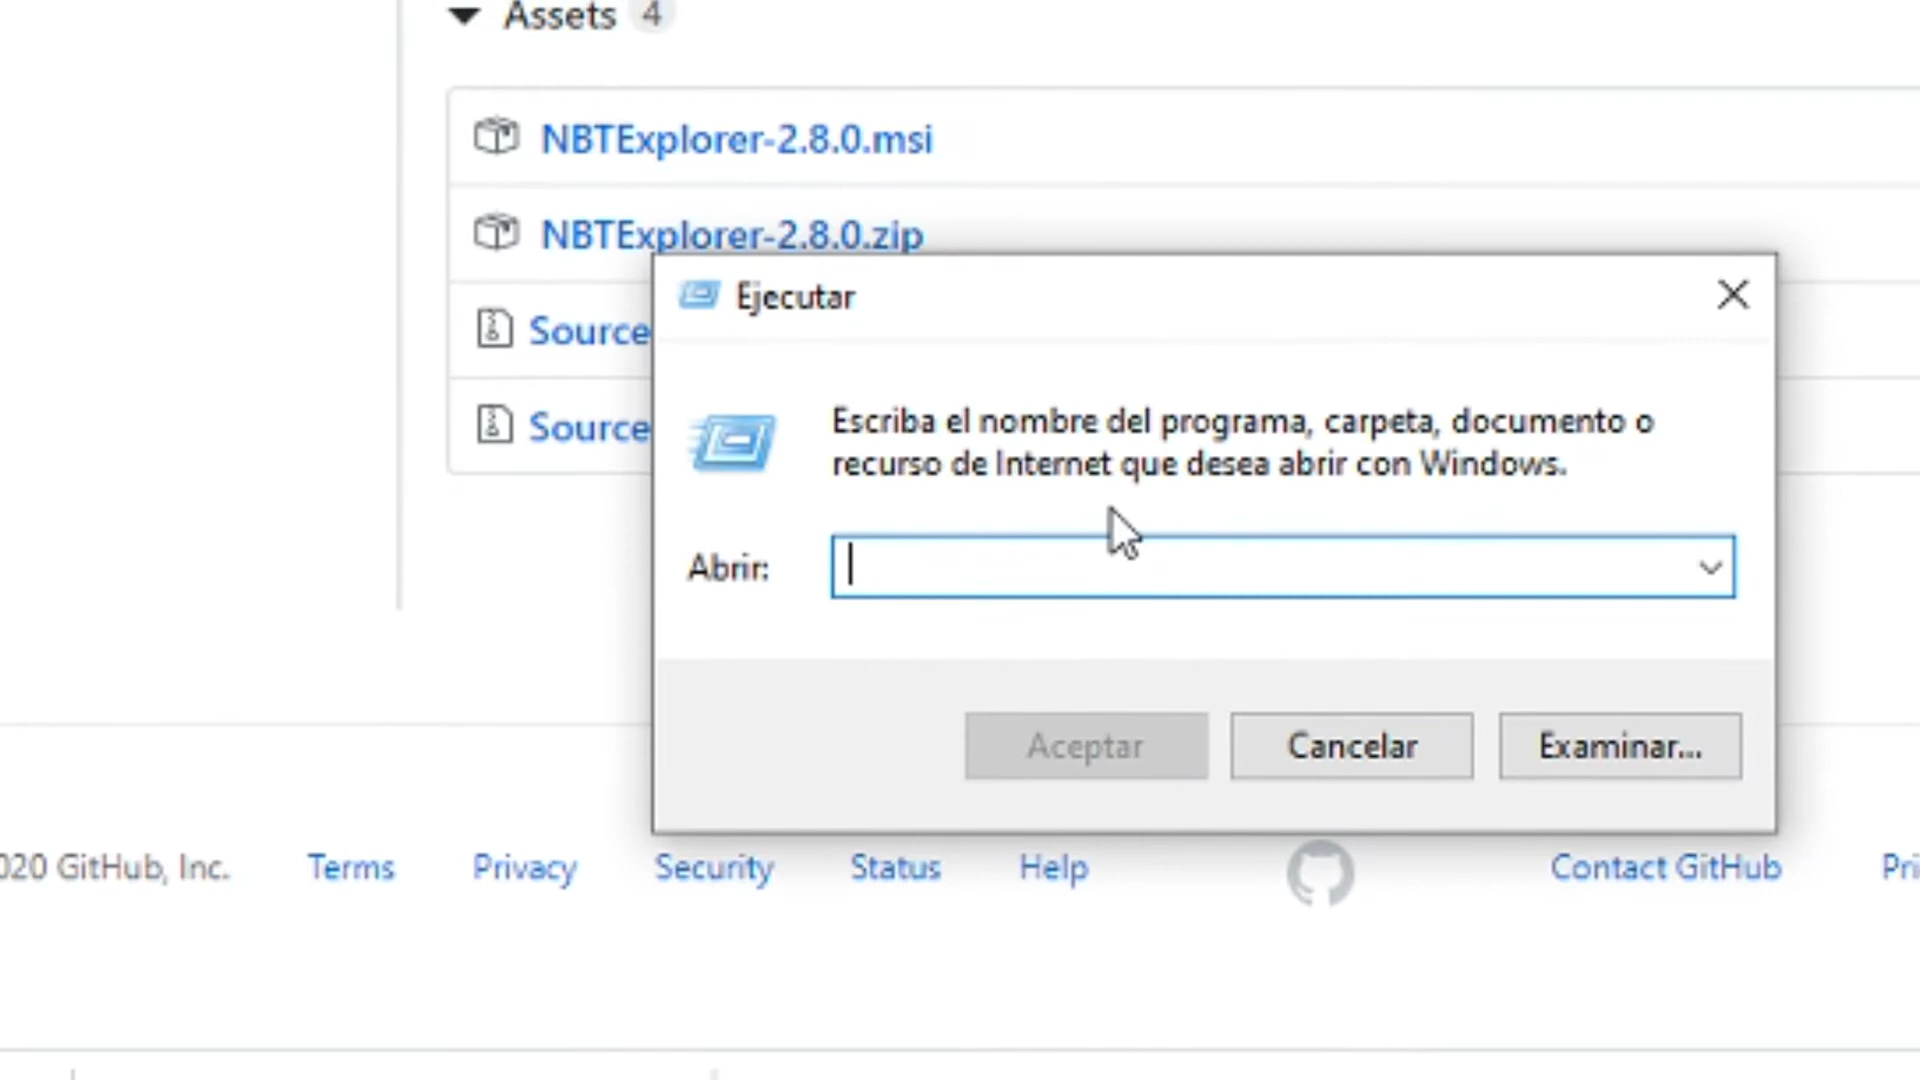 Assets 4
NBTExplorer-2.8.0.msi
NBTExplorer-2.8.0.zip
Source
Source
Ejecutar
Escriba el nombre del programa, carpeta, documento o
recurso de Internet que desea abrir con Windows.
Abrir:
Aceptar Cancelar Examinar...
020 GitHub, Inc. Terms Privacy Security Status Help Contact GitHub Pri